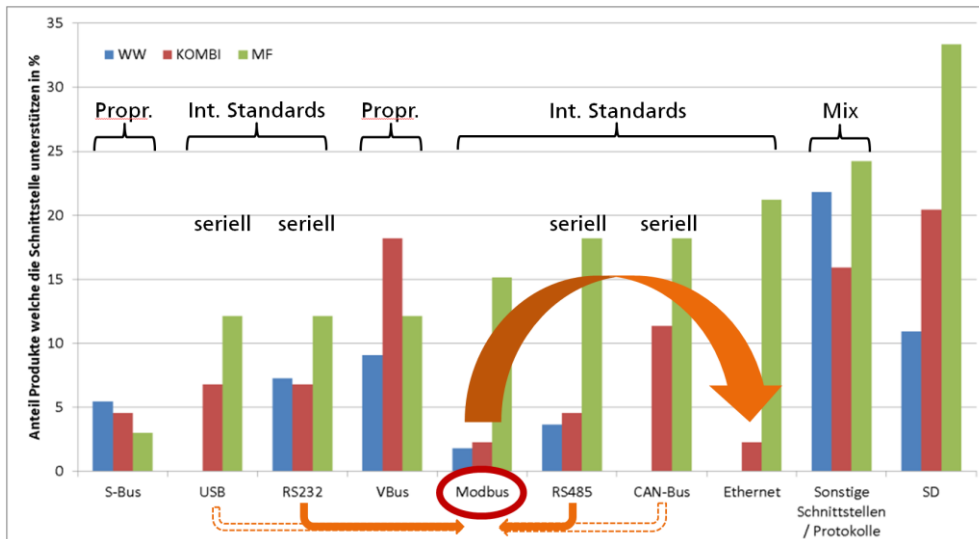 35
30
25
20
15
10
5
0
Anteil Produkte welche die Schnittstelle unterstützen in %
WW KOMBI MF
Propr. Int. Standards Propr. Int. Standards Mix
seriell seriell seriell seriell
S-Bus USB RS232 VBus Modbus RS485 CAN-Bus Ethernet Sonstige SD
Schnittstellen
/ Protokolle